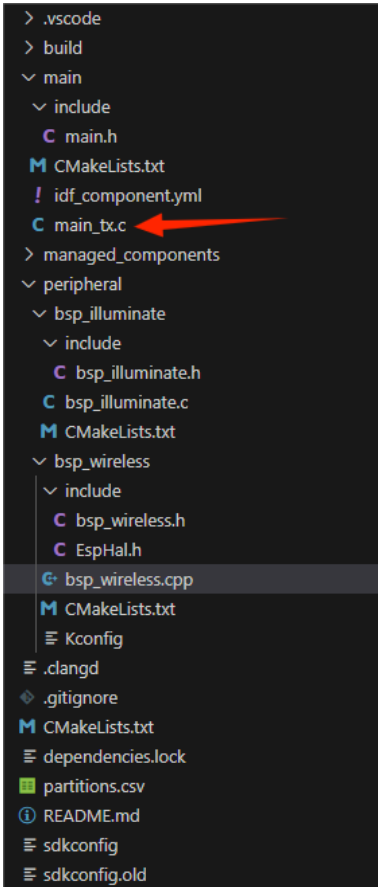 .vscode
build
main
include
C main.h
M CMakeLists.txt
! idf_component.yml
C main_tx.c
managed_components
peripheral
bsp_illuminate
include
C bsp_illuminate.h
C bsp_illuminate.c
M CMakeLists.txt
bsp_wireless
include
C bsp_wireless.h
C EspHal.h
C+ bsp_wireless.cpp
M CMakeLists.txt
Kconfig
.clangd
.gitignore
M CMakeLists.txt
dependencies.lock
partitions.csv
README.md
sdkconfig
sdkconfig.old